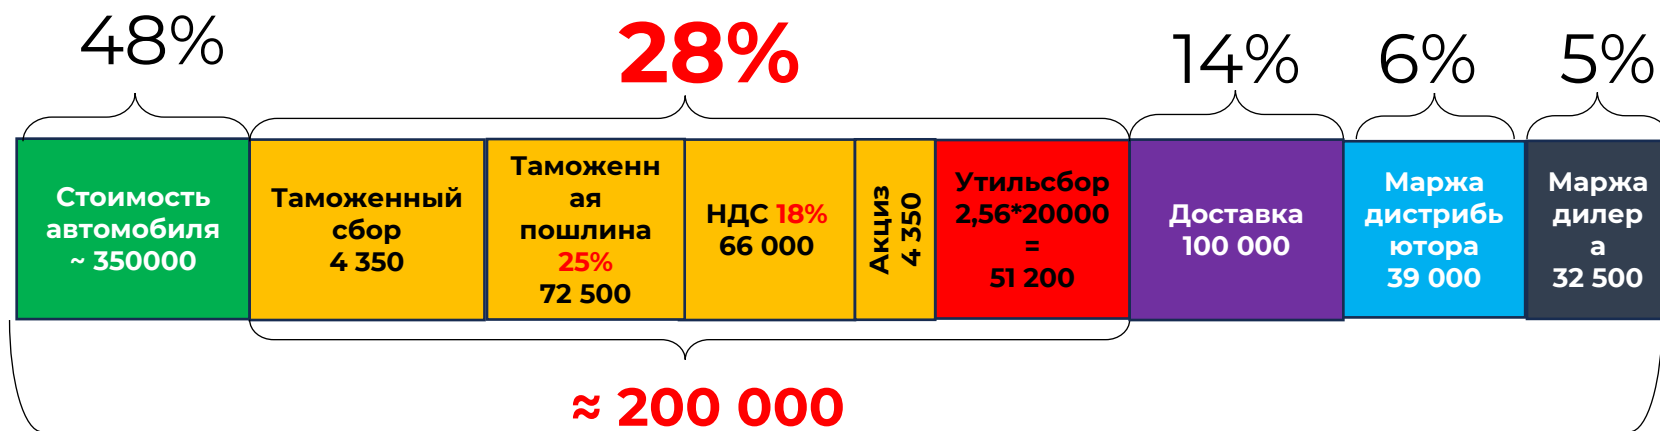 48%
28%
14%
6%
5%
Стоимость
автомобиля
~ 350000
Таможенный
сбор
4 350
Таможенн
ая
пошлина
25%
72 500
НДС 18%
66 000
Акциз
4 350
Утильсбор
2,56*20000
=
51 200
Доставка
100 000
Маржа
дистрибь
ютора
39 000
Маржа
дилер
а
32 500
≈ 200 000